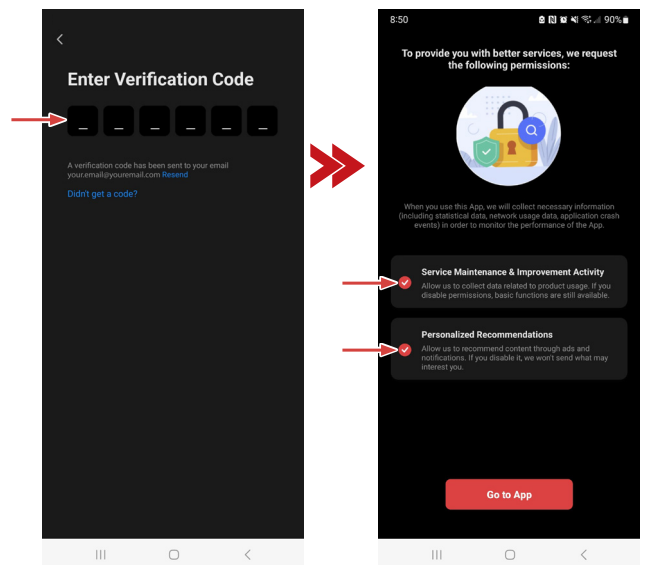 Enter Verification Code
A verification code has been sent to your email
your.email@youremail.com Resend
Didn't get a code?
8:50
90%
To provide you with better services, we request
the following permissions:
When you use this App, we will collect necessary information
(including statistical data, network usage data, application crash
events) in order to monitor the performance of the App.
Service Maintenance & Improvement Activity
Allow us to collect data related to product usage. If you
disable permissions, basic functions are still available.
Personalized Recommendations
Allow us to recommend content through ads and
notifications. If you disable it, we won't send what may
interest you.
Go to App